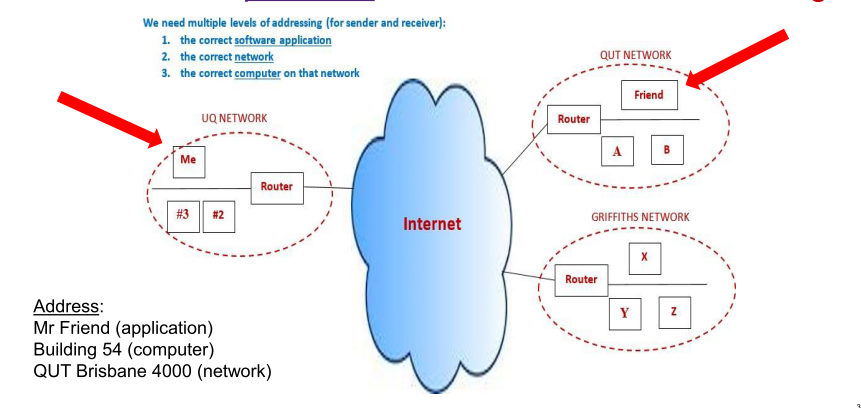 We need multiple levels of addressing (for sender and receiver):
1. the correct software application
2. the correct network
3. the correct computer on that network
QUT NETWORK
Friend
Router
A
B
UQ NETWORK
Me
Router
#3
#2
Internet
GRIFFITHS NETWORK
X
Router
Y
Z
Address:
Mr Friend (application)
Building 54 (computer)
QUT Brisbane 4000 (network)
3